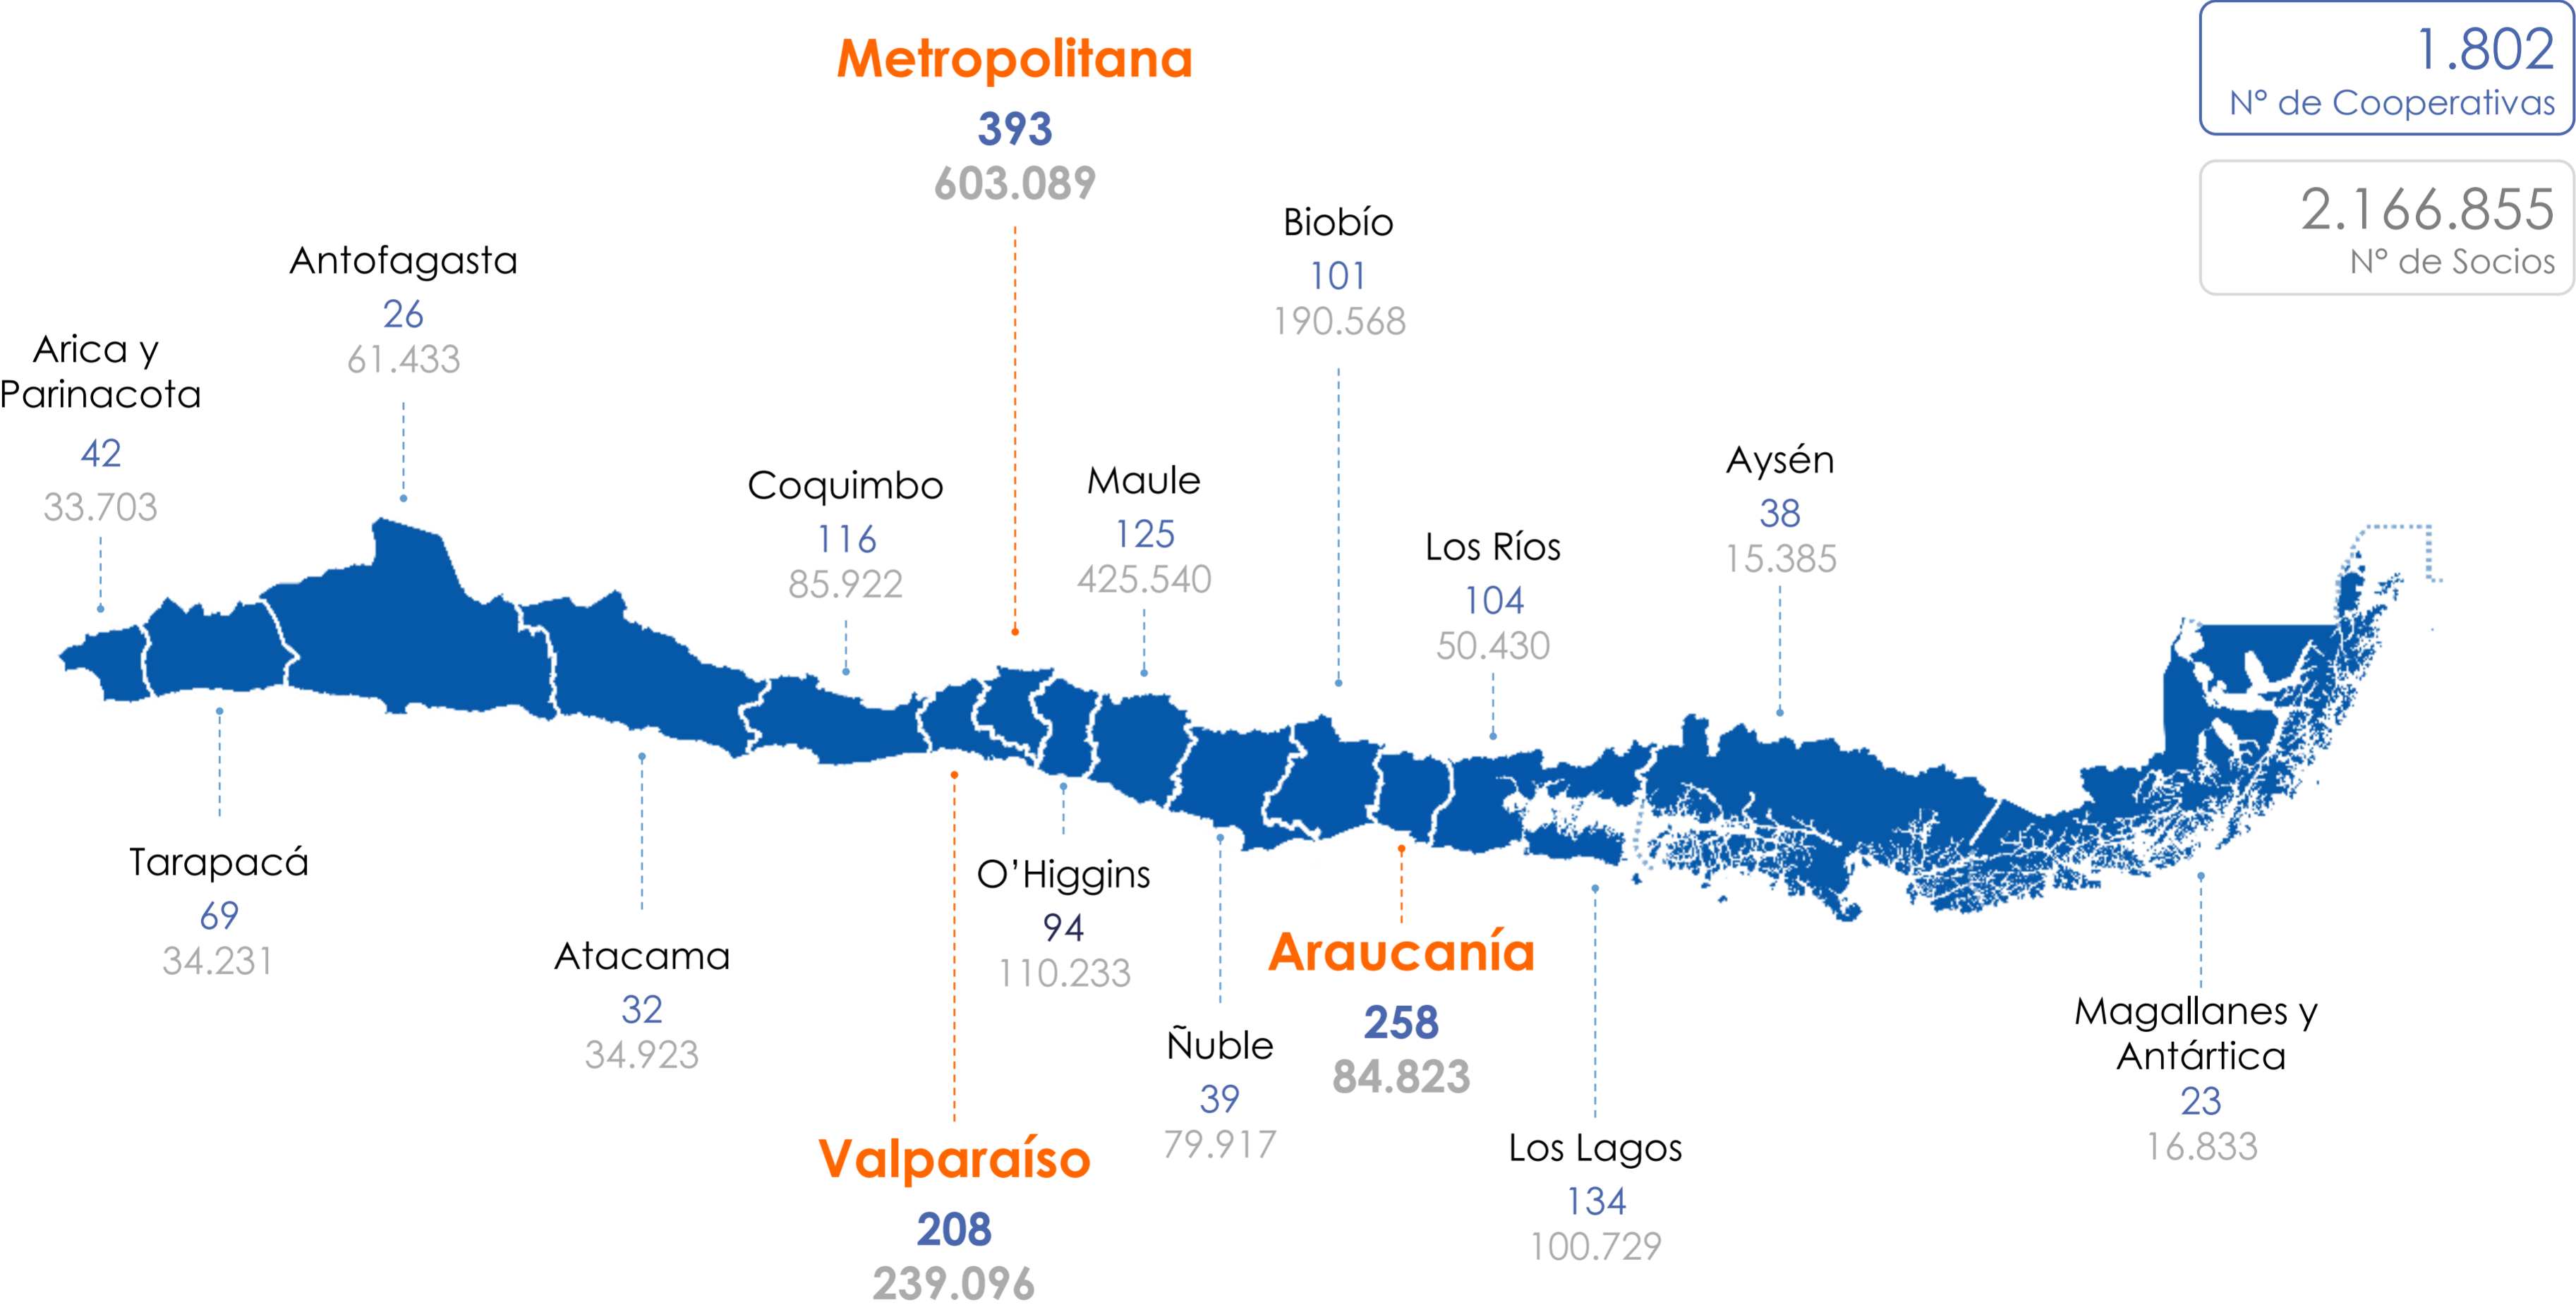 Metropolitana
393
603.089
1.802
N° de Cooperativas
2.166.855
N° de Socios
Antofagasta
26
61.433
Biobío
101
190.568
Arica y
Parinacota
42
33.703
Coquimbo
116
85.922
Maule
125
425.540
Los Ríos
104
50.430
Aysén
38
15.385
Tarapacá
69
34.231
Atacama
32
34.923
O’Higgins
94
110.233
Araucanía
258
84.823
Ñuble
39
79.917
Valparaíso
208
239.096
Los Lagos
134
100.729
Magallanes y
Antártica
23
16.833